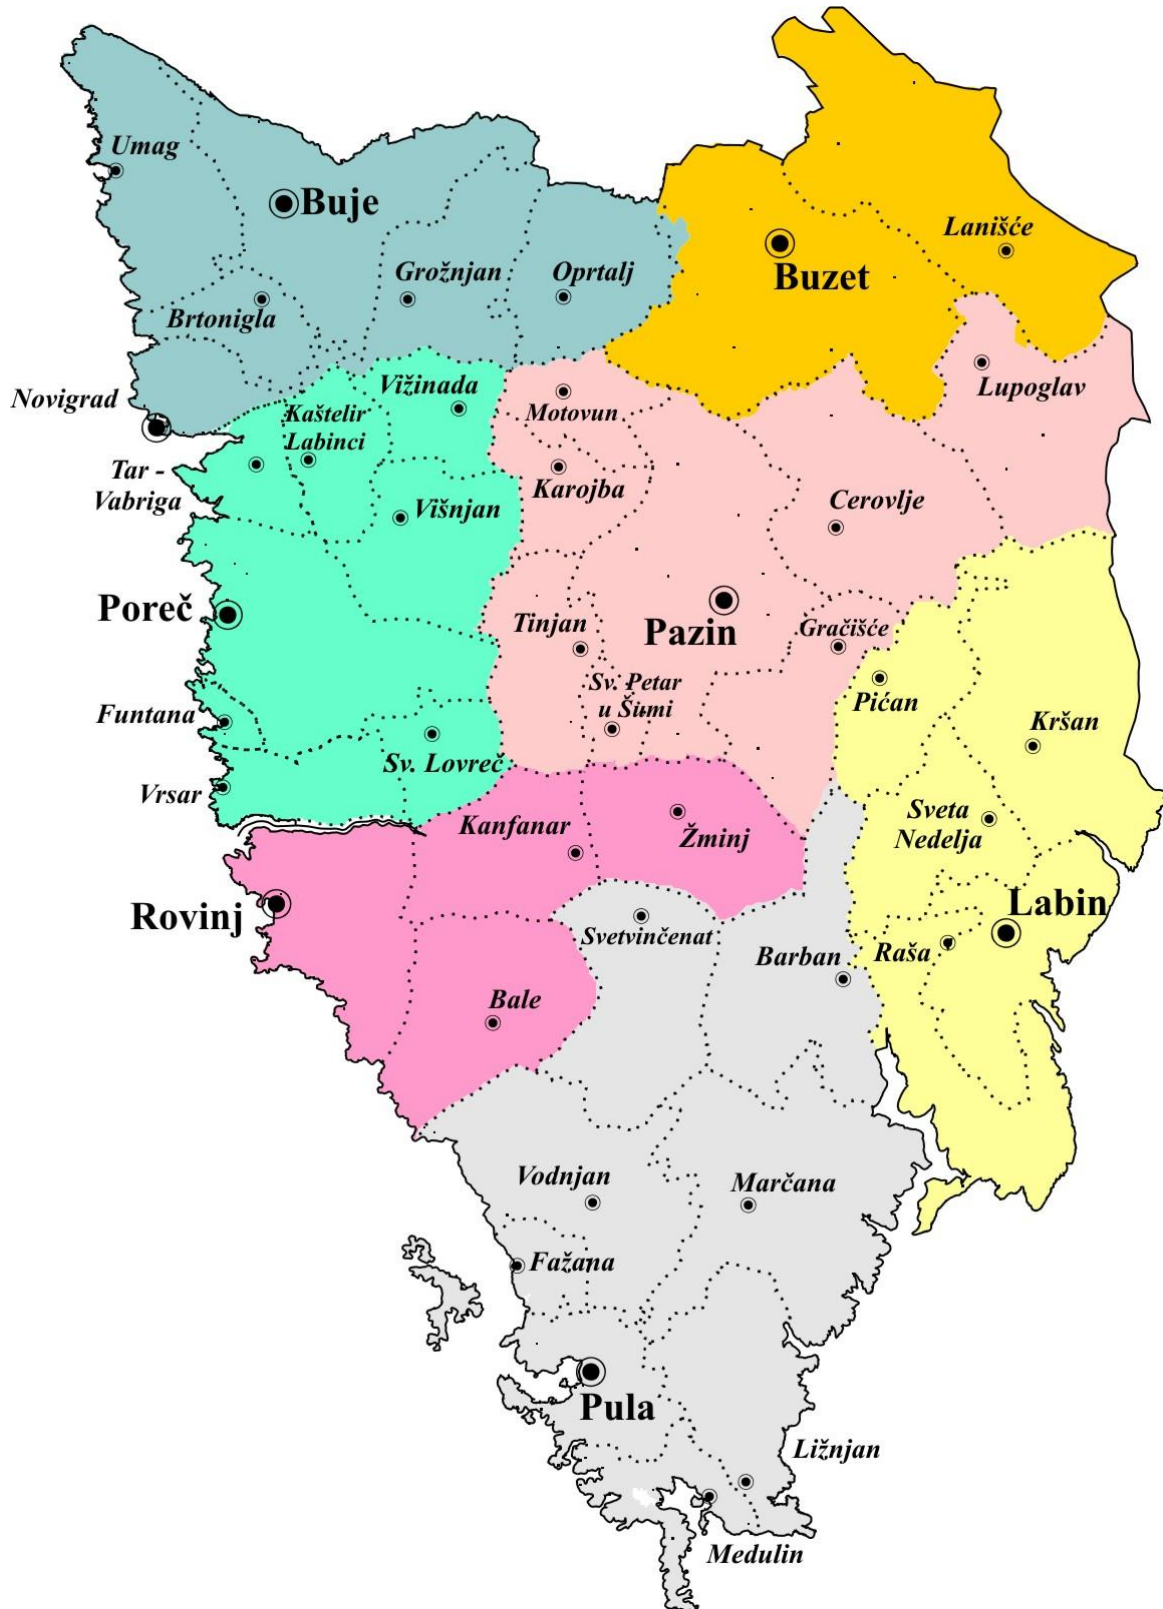 Umag
Buje
Lanišće
Buzet
Grožnjan
Oprtalj
Brtonigla
Lupoglav
Novigrad
Vižinada
Motovun
Kaštelir
Labinci
Tar -
Vabriga
Karojba
Višnjan
Cerovlje
Poreč
Tinjan
Pazin
Gračišće
Sv. Petar
u Šumi
Pićan
Funtana
Kršan
Sv. Lovreč
Vrsar
Kanfanar
Žminj
Sveta
Nedelja
Rovinj
Labin
Svetvinčenat
Barban
Raša
Bale
Vodnjan
Marčana
Fažana
Pula
Ližnjan
Medulin